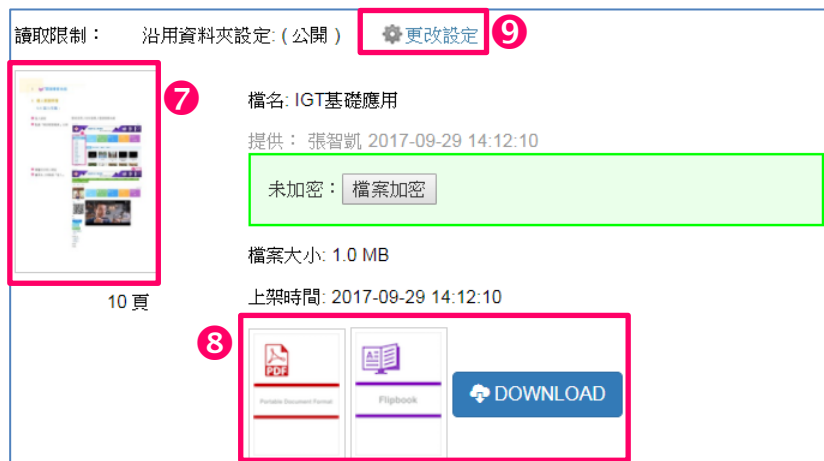 讀取限制： 沿用資料夾設定: ( 公開 ) 更改設定 9
7
檔名: IGT基礎應用
提供： 張智凱 2017-09-29 14:12:10
未加密： 檔案加密
檔案大小: 1.0 MB
10 頁
上架時間: 2017-09-29 14:12:10
8
PDF
Portable Document Format
Flipbook
DOWNLOAD